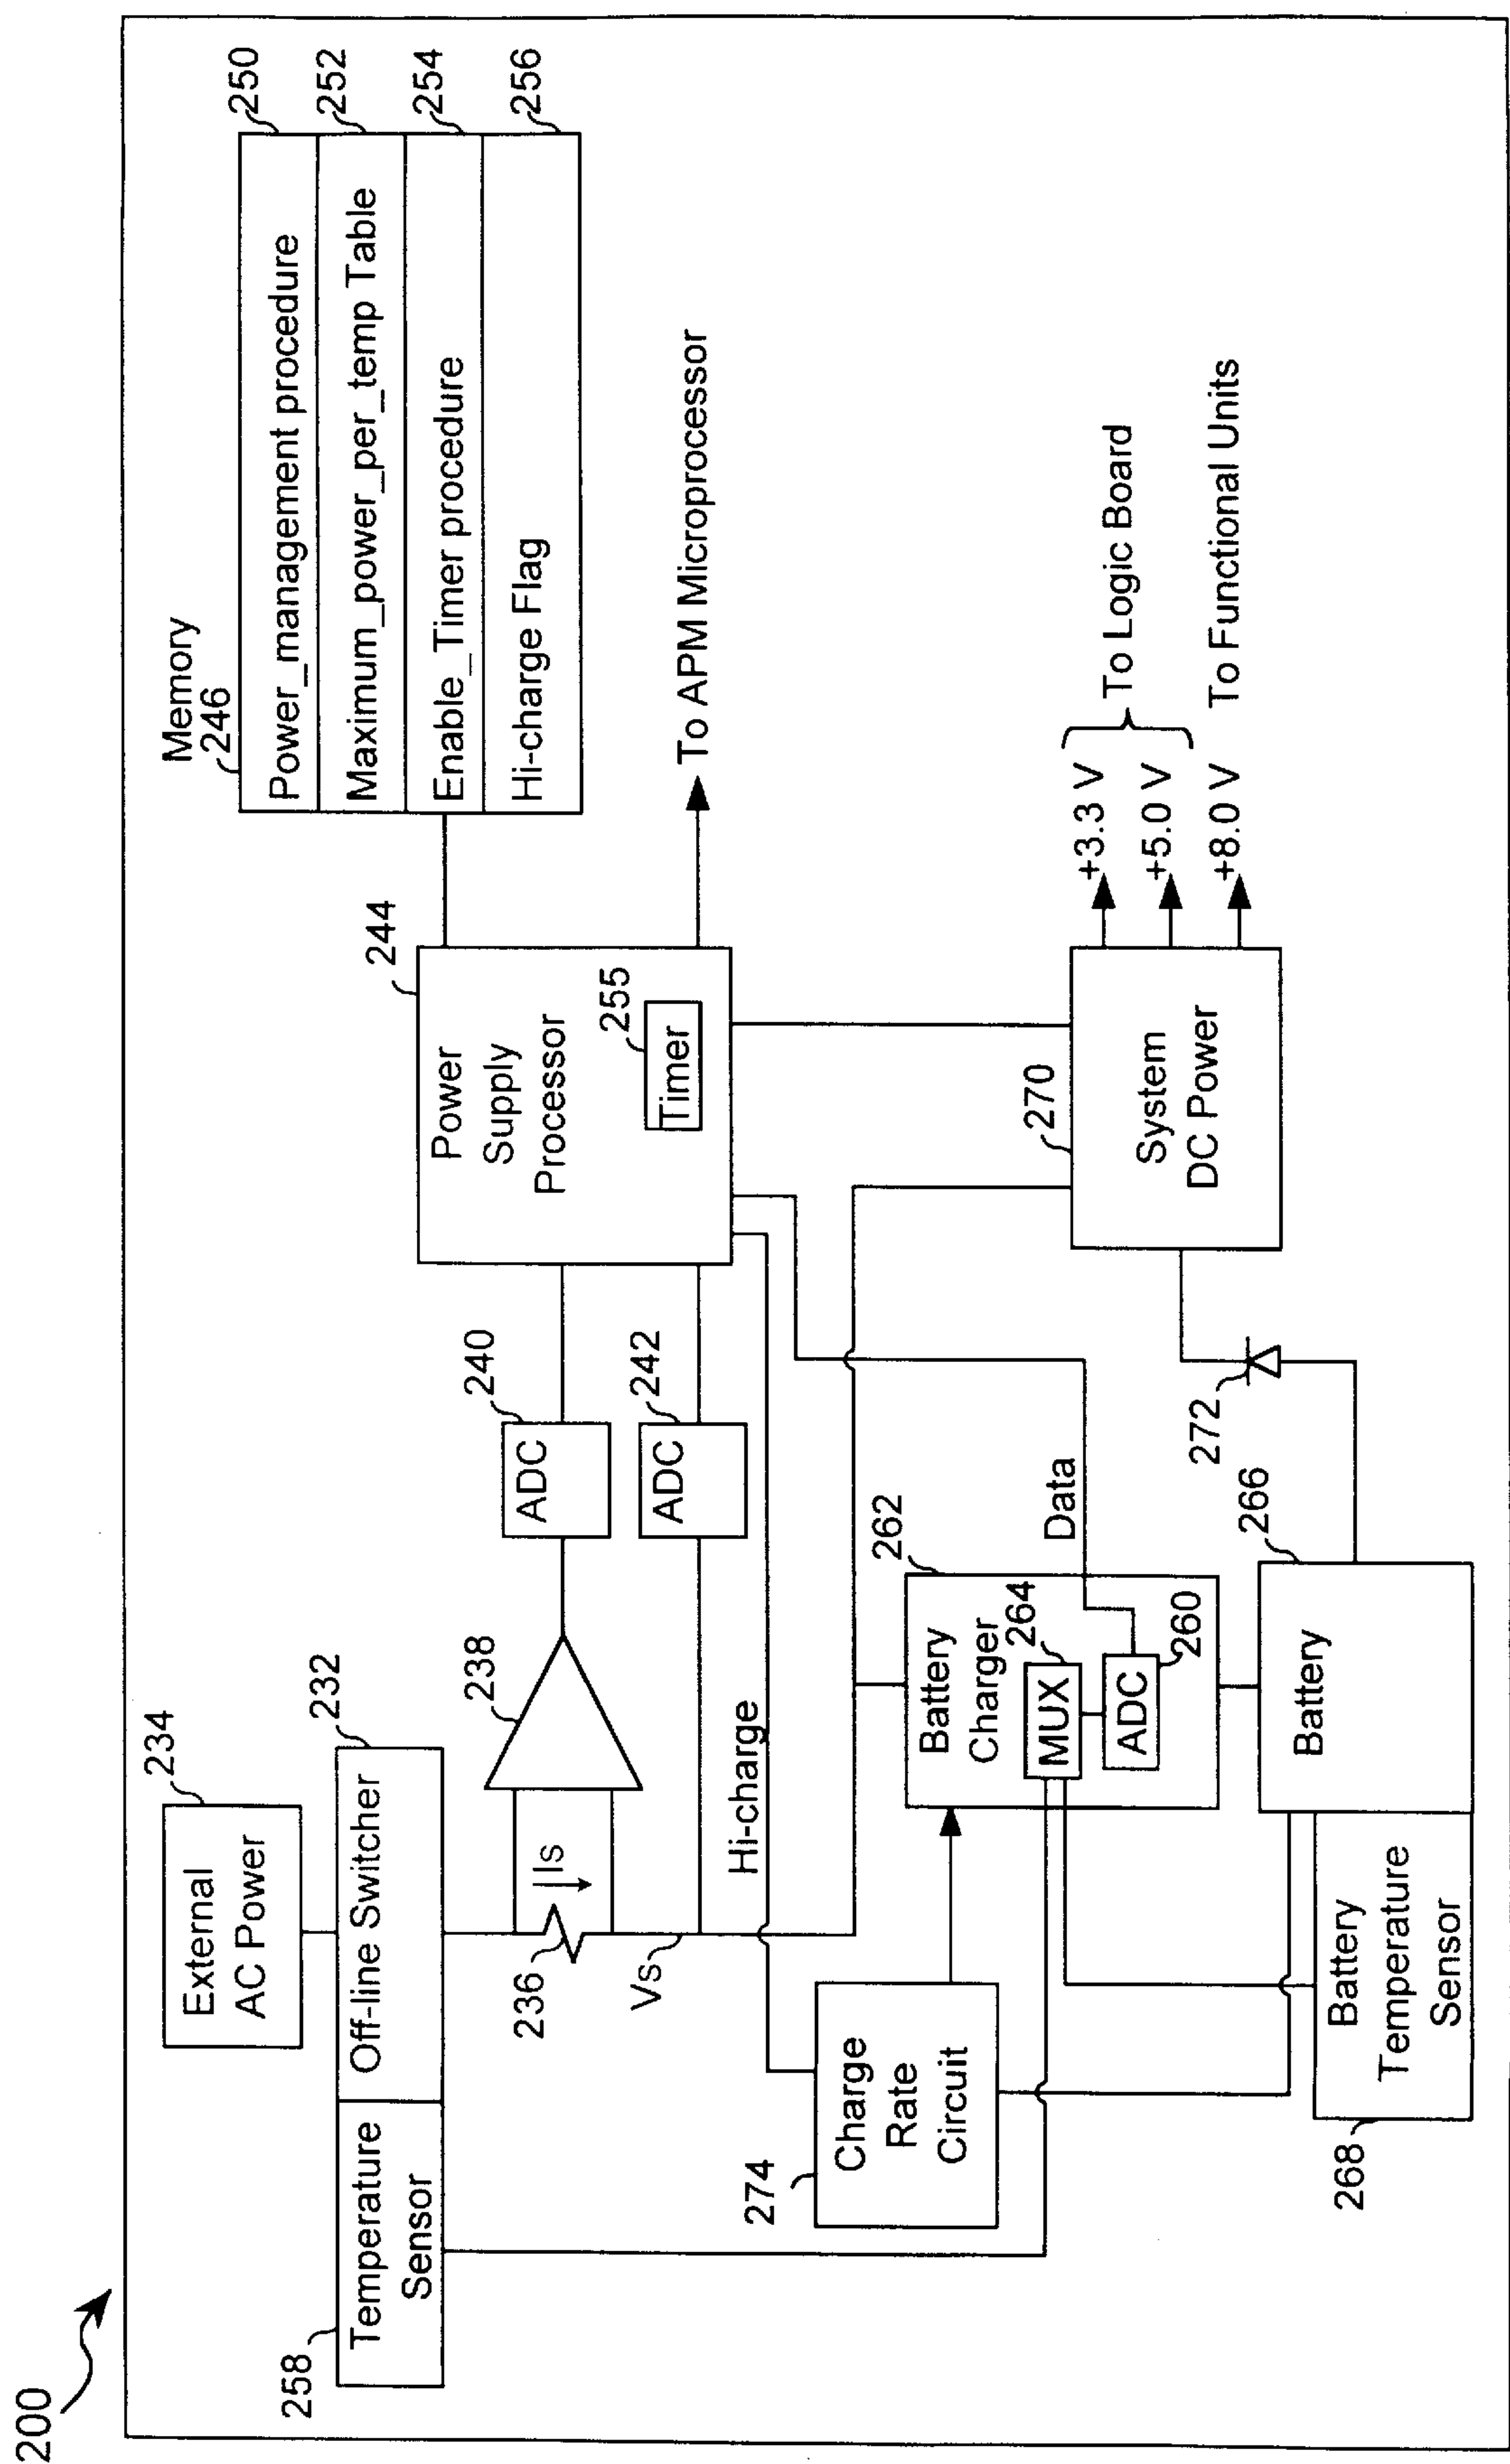 200
234
External
AC Power
232
Off-line Switcher
258
Temperature
Sensor
236
Is
Vs
238
240
ADC
242
ADC
244
Power
Supply
Processor
255
Timer
Memory
246
Power_management procedure
250
Maximum_power_per_temp Table
252
Enable_Timer procedure
254
Hi-charge Flag
256
To APM Microprocessor
Hi-charge
274
Charge
Rate
Circuit
262
Battery
Charger
264
MUX
ADC
260
Data
266
Battery
Battery
Temperature
Sensor
268
272
270
System
DC Power
+3.3 V
+5.0 V
To Logic Board
+8.0 V
To Functional Units